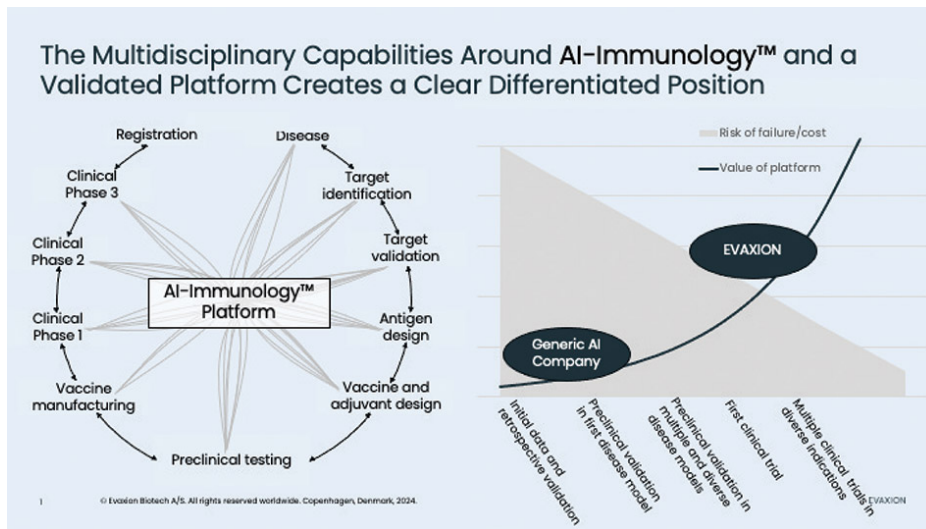 The Multidisciplinary Capabilities Around AI-Immunology™ and a
Validated Platform Creates a Clear Differentiated Position
Registration
Disease
Clinical
Phase 3
Target
identification
Clinical
Phase 2
Target
validation
AI-Immunology™
Platform
Clinical
Phase 1
Antigen
design
Vaccine
manufacturing
Vaccine and
adjuvant design
Preclinical testing
Risk of failure/cost
Value of platform
EVAXION
Generic AI
Company
Initial data and
retrospective validation
Preclinical validation
in first disease model
Preclinical validation in
multiple and diverse
disease models
First clinical trial
Multiple clinical trials in
diverse indications
1
© Evaxion Biotech A/S. All rights reserved worldwide. Copenhagen, Denmark, 2024.
EVAXION